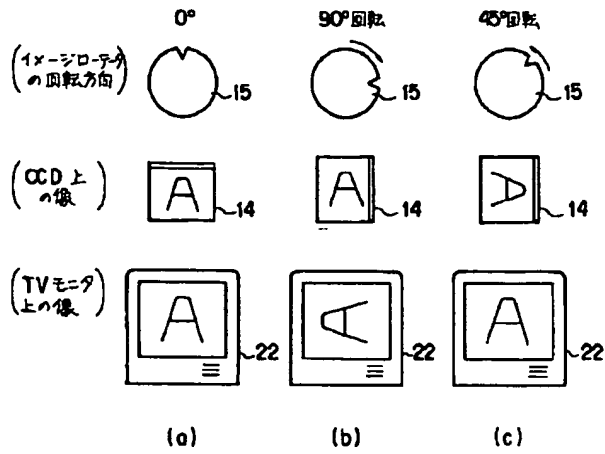 0° 90°回転 45°回転
(イメージローテータ
の回転方向)
15 15 15
(CCD上
の像)
A A A
14 14 14
(TVモニタ
上の像)
A A A
22 22 22
(a) (b) (c)